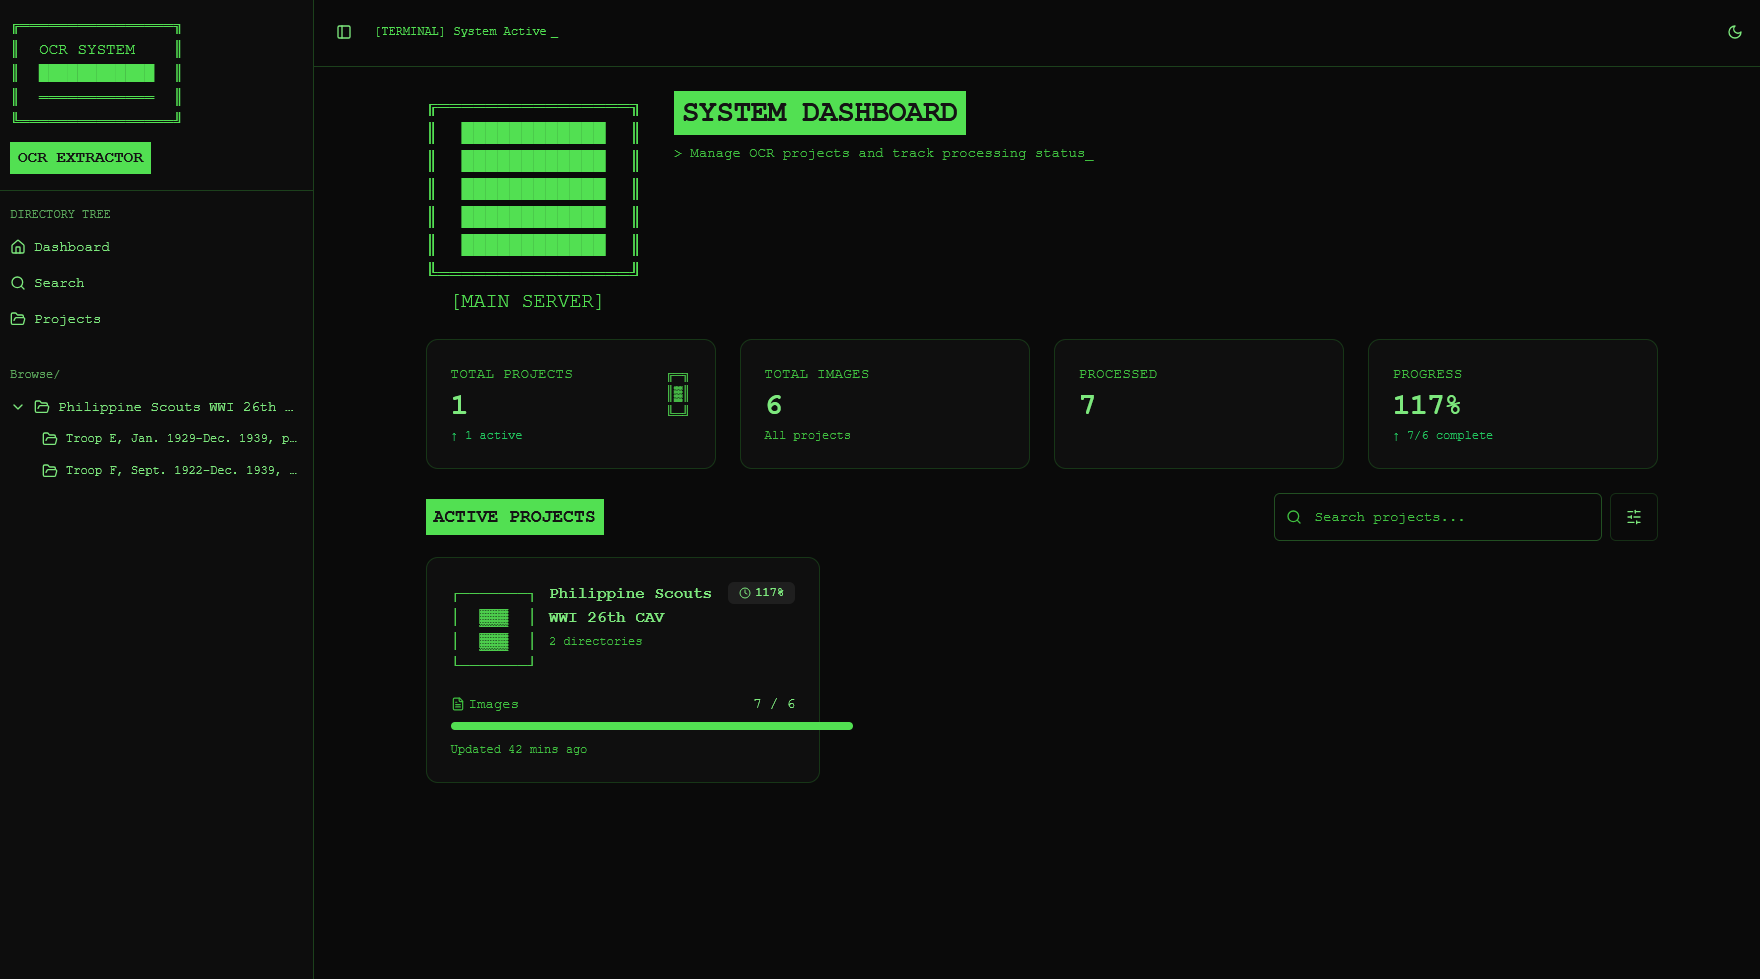 OCR SYSTEM
OCR EXTRACTOR
DIRECTORY TREE
Dashboard
Search
Projects
Browse/
Philippine Scouts WWI 26th …
Troop E, Jan. 1929-Dec. 1939, p…
Troop F, Sept. 1922-Dec. 1939, …
[TERMINAL] System Active _
SYSTEM DASHBOARD
> Manage OCR projects and track processing status_
[MAIN SERVER]
TOTAL PROJECTS
1
↑ 1 active
TOTAL IMAGES
6
All projects
PROCESSED
7
PROGRESS
117%
↑ 7/6 complete
ACTIVE PROJECTS
Search projects...
Philippine Scouts
117%
WWI 26th CAV
2 directories
Images
7 / 6
Updated 42 mins ago